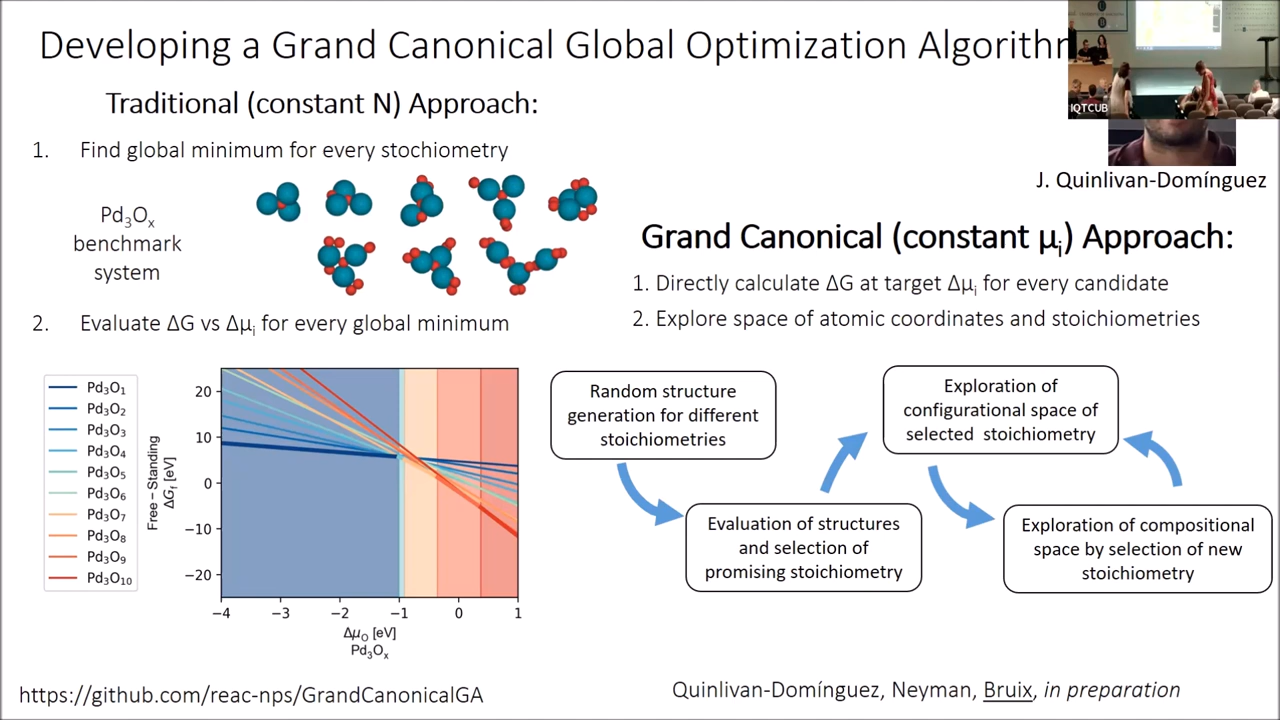 Developing a Grand Canonical Global Optimization Algorithm
IQTCUB
Traditional (constant N) Approach:
1. Find global minimum for every stochiometry
J. Quinlivan-Domínguez
Pd₃Oₓ
benchmark
system
2. Evaluate ΔG vs Δμᵢ for every global minimum
Grand Canonical (constant μᵢ) Approach:
1. Directly calculate ΔG at target Δμᵢ for every candidate
2. Explore space of atomic coordinates and stoichiometries
Pd₃O₁
Pd₃O₂
Pd₃O₃
Pd₃O₄
Pd₃O₅
Pd₃O₆
Pd₃O₇
Pd₃O₈
Pd₃O₉
Pd₃O₁₀
Free−Standing
ΔG_f [eV]
20
10
0
−10
−20
−4 −3 −2 −1 0 1
Δμ_O [eV]
Pd₃Oₓ
Random structure
generation for different
stoichiometries
Evaluation of structures
and selection of
promising stoichiometry
Exploration of
configurational space of
selected stoichiometry
Exploration of compositional
space by selection of new
stoichiometry
https://github.com/reac-nps/GrandCanonicalGA
Quinlivan-Domínguez, Neyman, Bruix, in preparation